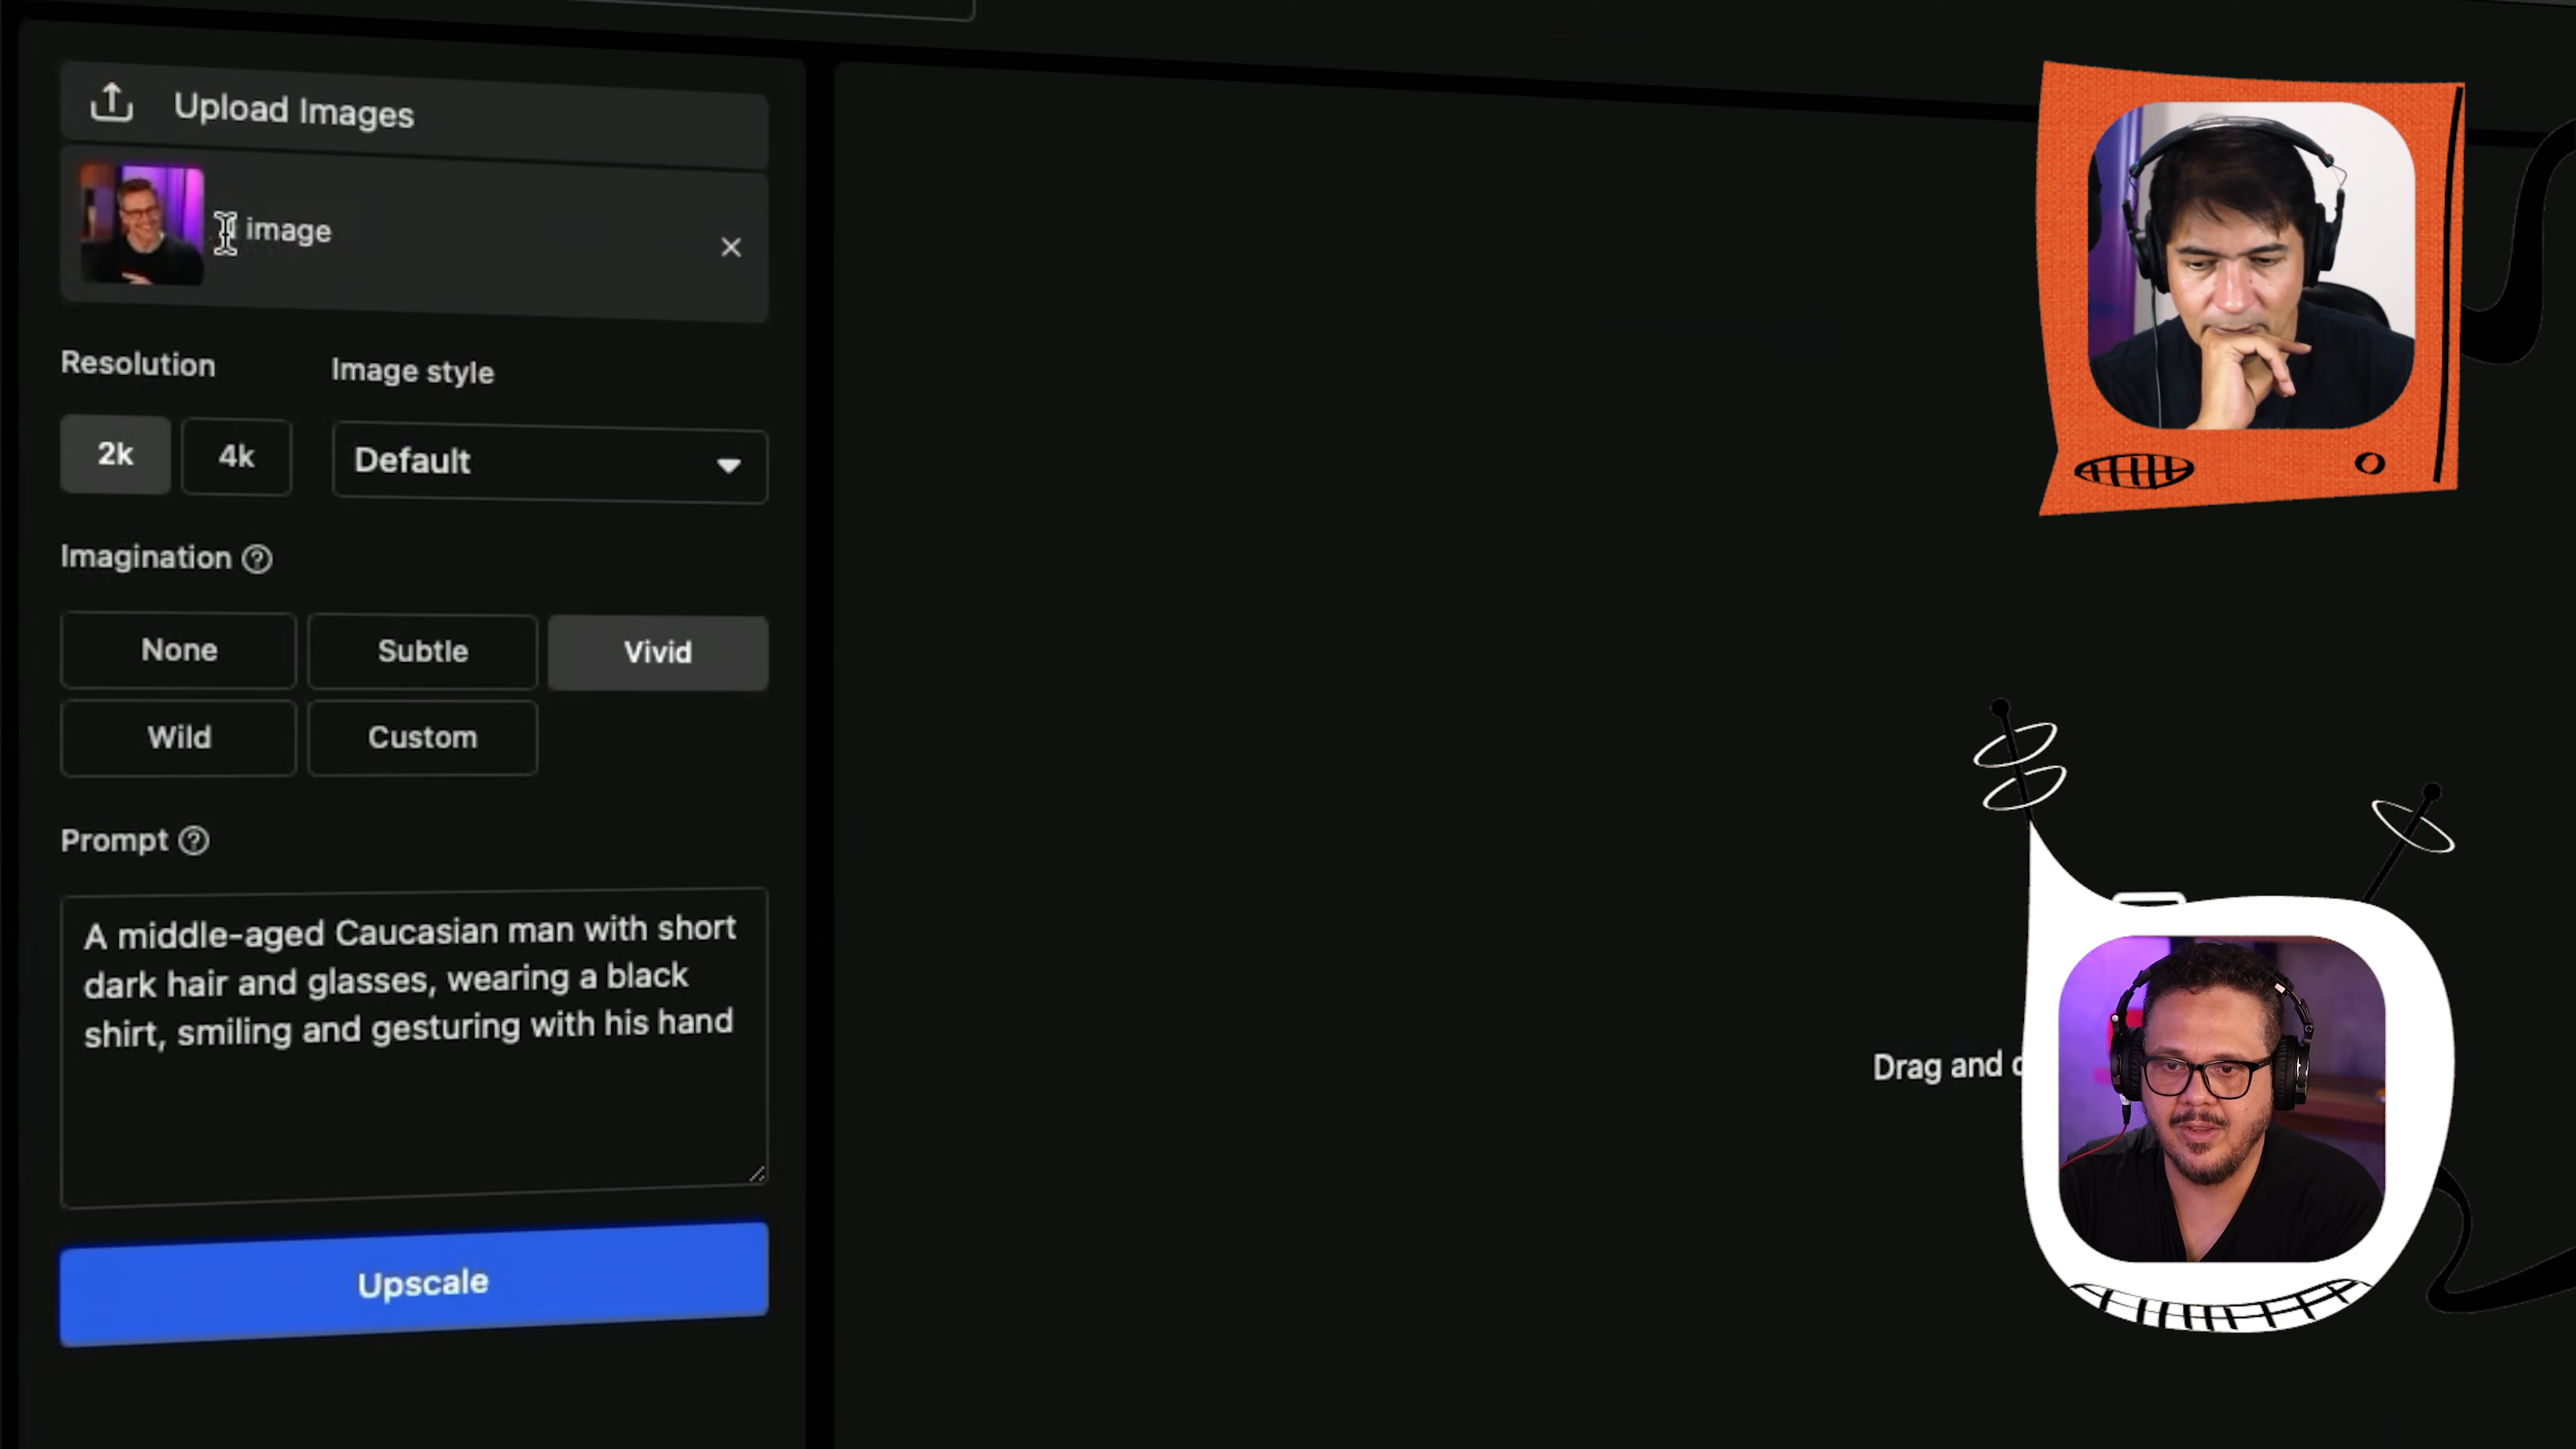 Upload Images
image
Resolution
Image style
2k
4k
Default
Imagination
None
Subtle
Vivid
Wild
Custom
Prompt
A middle-aged Caucasian man with short
dark hair and glasses, wearing a black
shirt, smiling and gesturing with his hand
Drag and
Upscale